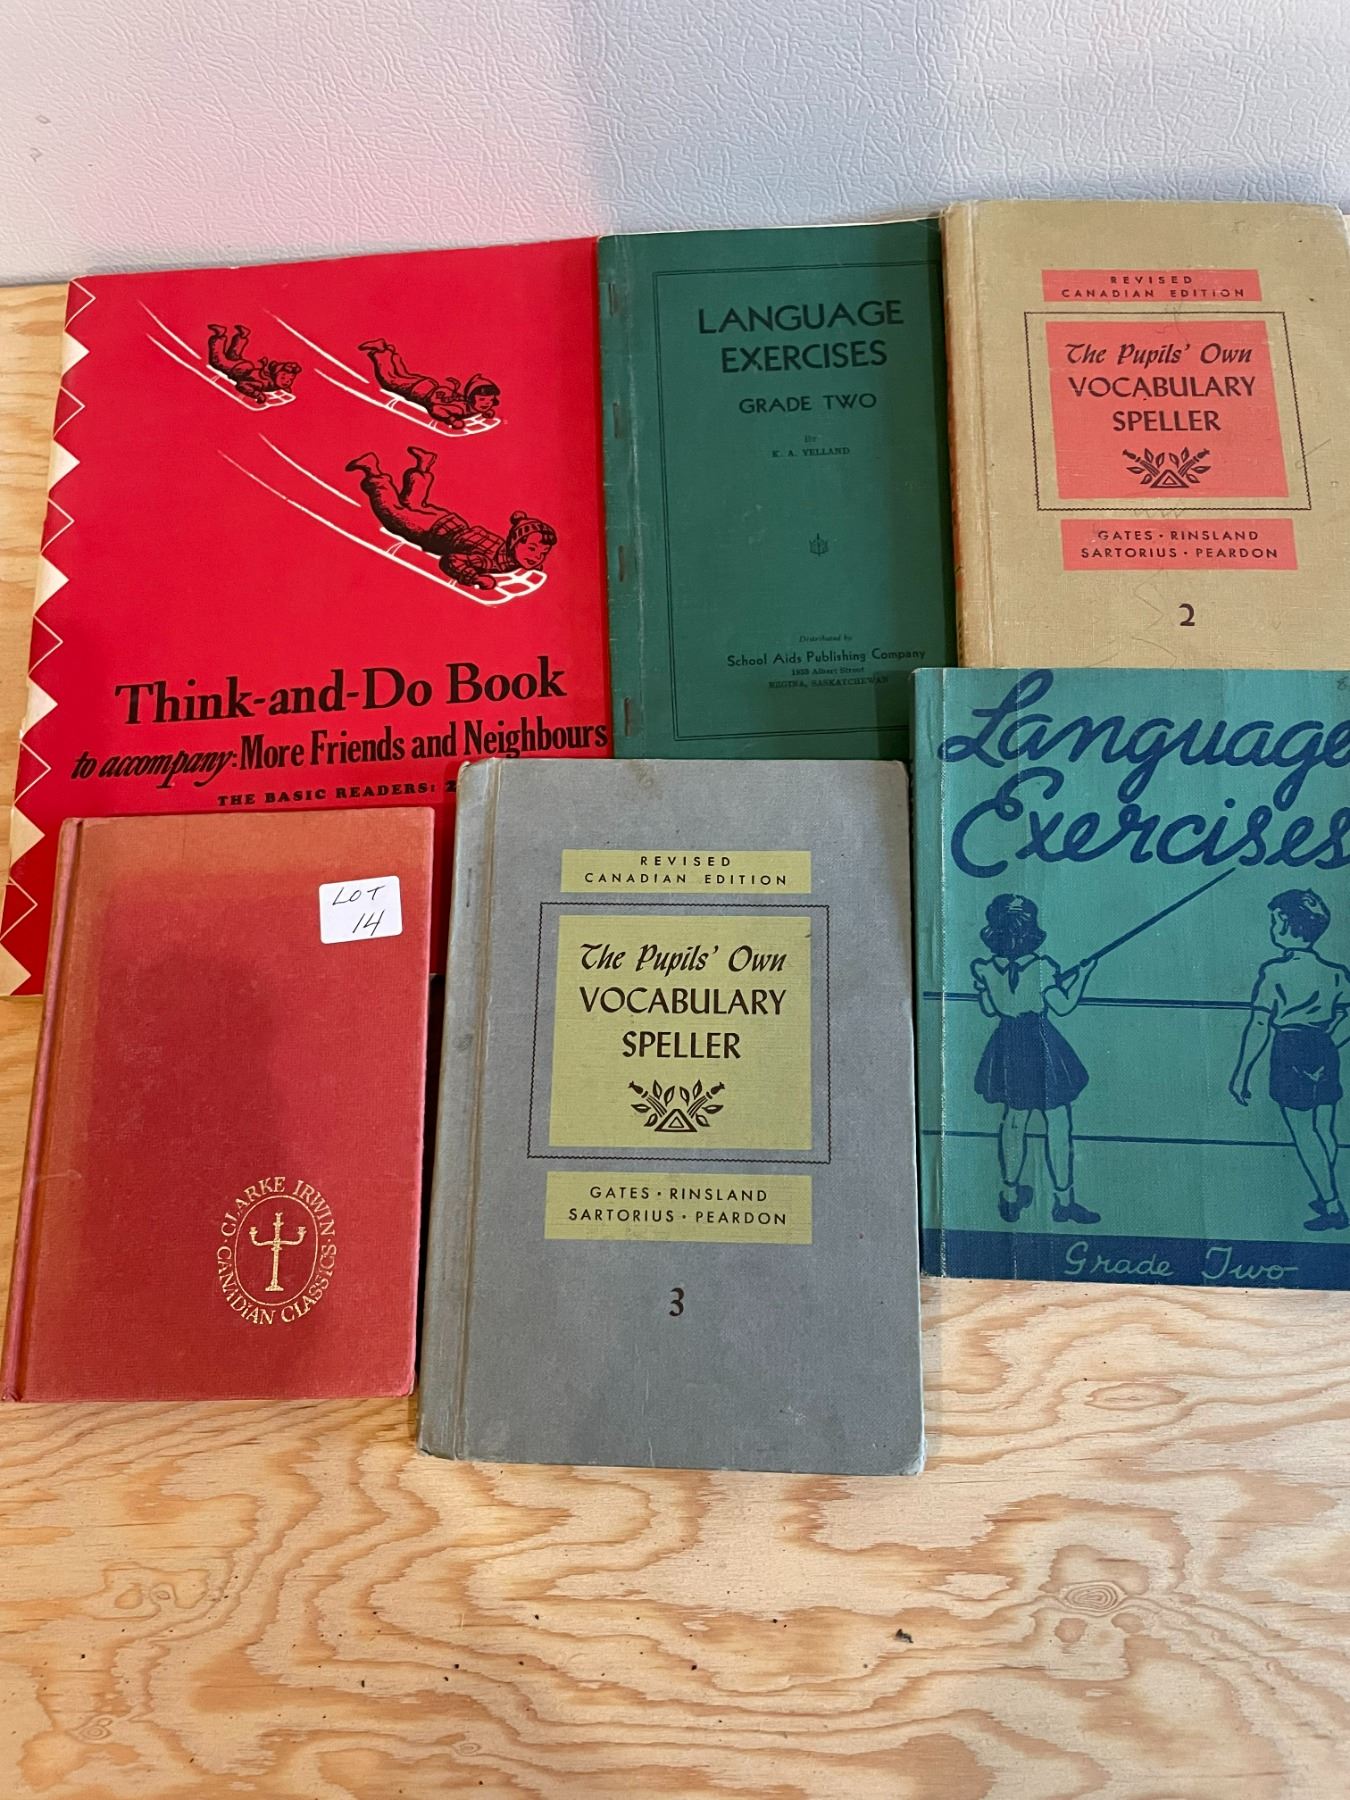 Think-and-Do Book
to accompany: More Friends and Neighbours
THE BASIC READERS:
LANGUAGE
EXERCISES
GRADE TWO
BY
K. A. YELLAND
Distributed by
School Aids Publishing Company
1935 Albert Street
REGINA, SASKATCHEWAN
REVISED
CANADIAN EDITION
The Pupils' Own
VOCABULARY
SPELLER
GATES · RINSLAND
SARTORIUS · PEARDON
2
LOT
14
CLARKE IRWIN · CANADIAN CLASSICS ·
REVISED
CANADIAN EDITION
The Pupils' Own
VOCABULARY
SPELLER
GATES · RINSLAND
SARTORIUS · PEARDON
3
Language
Exercises
Grade Two